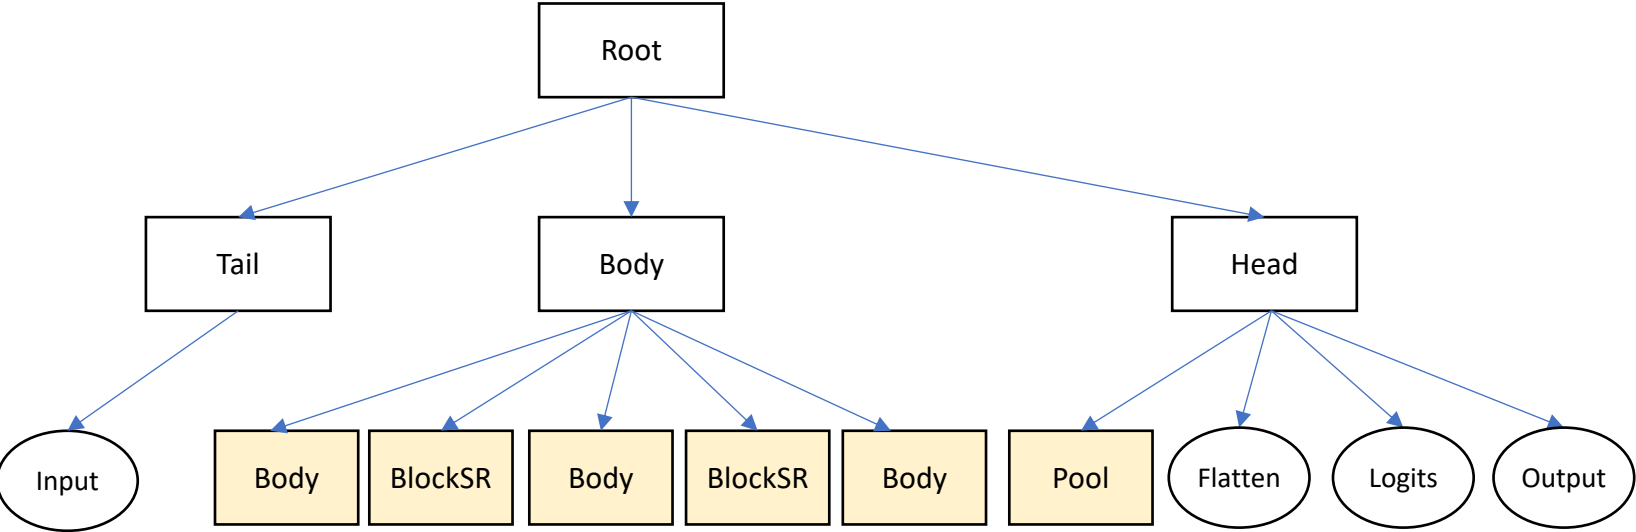 Root
Tail
Body
Head
Input
Body
BlockSR
Body
BlockSR
Body
Pool
Flatten
Logits
Output